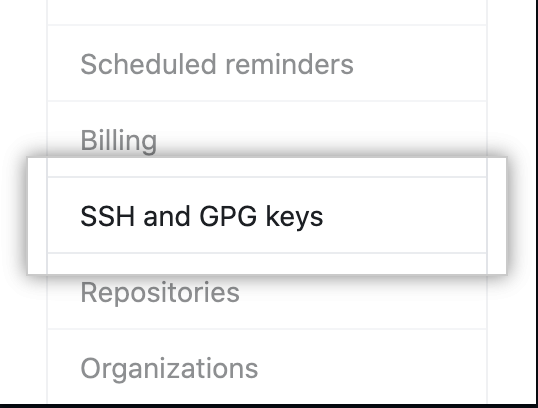 Scheduled reminders
Billing
SSH and GPG keys
Repositories
Organizations